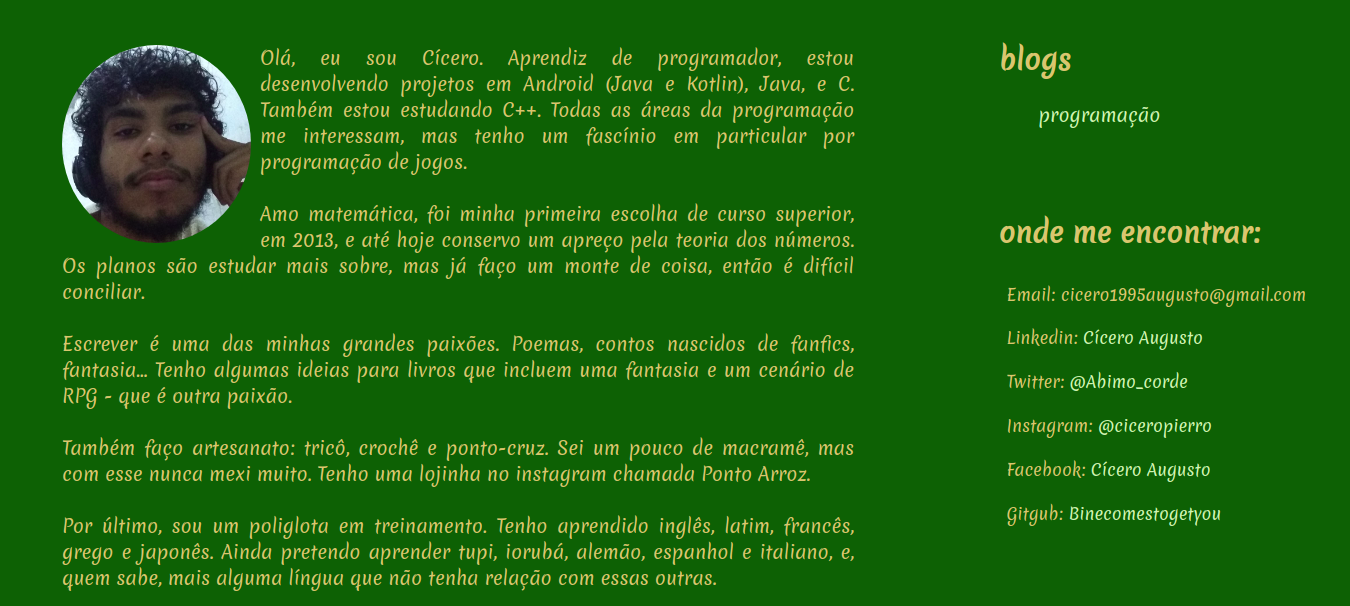 Olá, eu sou Cícero. Aprendiz de programador, estou
desenvolvendo projetos em Android (Java e Kotlin), Java, e C.
Também estou estudando C++. Todas as áreas da programação
me interessam, mas tenho um fascínio em particular por
programação de jogos.
Amo matemática, foi minha primeira escolha de curso superior,
em 2013, e até hoje conservo um apreço pela teoria dos números.
Os planos são estudar mais sobre, mas já faço um monte de coisa, então é difícil
conciliar.
Escrever é uma das minhas grandes paixões. Poemas, contos nascidos de fanfics,
fantasia... Tenho algumas ideias para livros que incluem uma fantasia e um cenário de
RPG - que é outra paixão.
Também faço artesanato: tricô, crochê e ponto-cruz. Sei um pouco de macramê, mas
com esse nunca mexi muito. Tenho uma lojinha no instagram chamada Ponto Arroz.
Por último, sou um poliglota em treinamento. Tenho aprendido inglês, latim, francês,
grego e japonês. Ainda pretendo aprender tupi, iorubá, alemão, espanhol e italiano, e,
quem sabe, mais alguma língua que não tenha relação com essas outras.
blogs
programação
onde me encontrar:
Email: cicero1995augusto@gmail.com
Linkedin: Cícero Augusto
Twitter: @Abimo_corde
Instagram: @ciceropierro
Facebook: Cícero Augusto
Gitgub: Binecomestogetyou